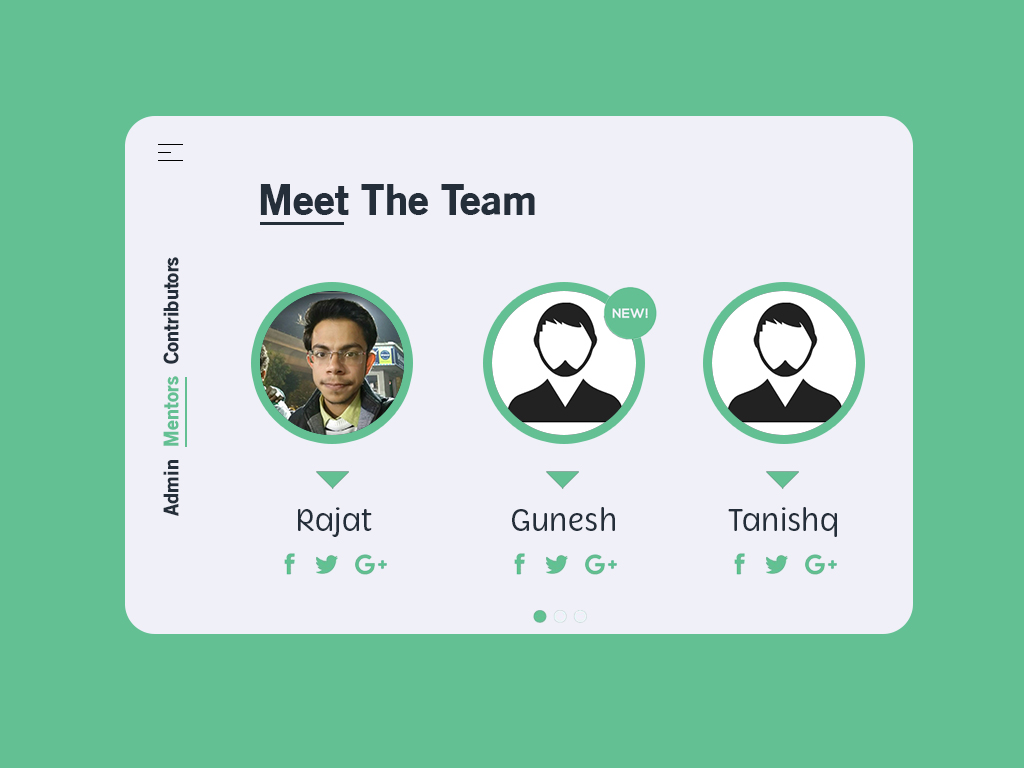 Meet The Team
Contributors
Mentors
Admin
NEW!
Rajat
Gunesh
Tanishq